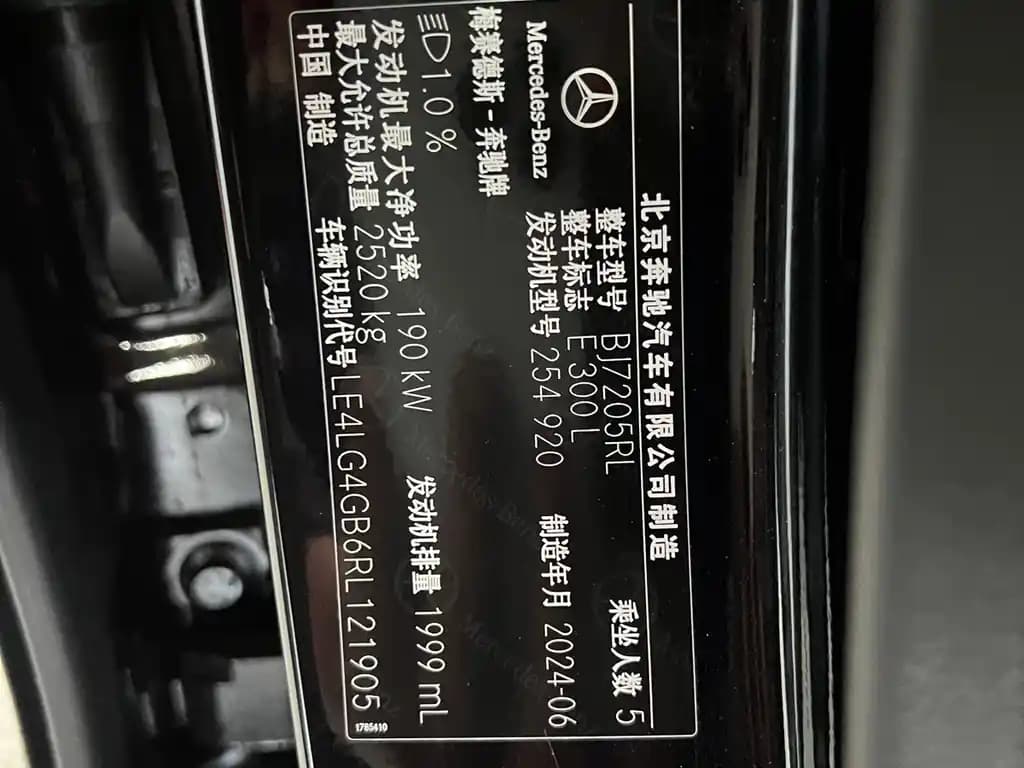 北京奔驰汽车有限公司制造
整车型号 BJ7205RL 乘坐人数 5
整车标志 E 300 L
Mercedes-Benz 发动机型号 254 920 制造年月 2024-06
梅赛德斯-奔驰牌
1.0 %
发动机最大净功率 190 kW 发动机排量 1999 mL
最大允许总质量 2520 kg
中国 制造 车辆识别代号 LE4LG4GB6RL121905
1785410